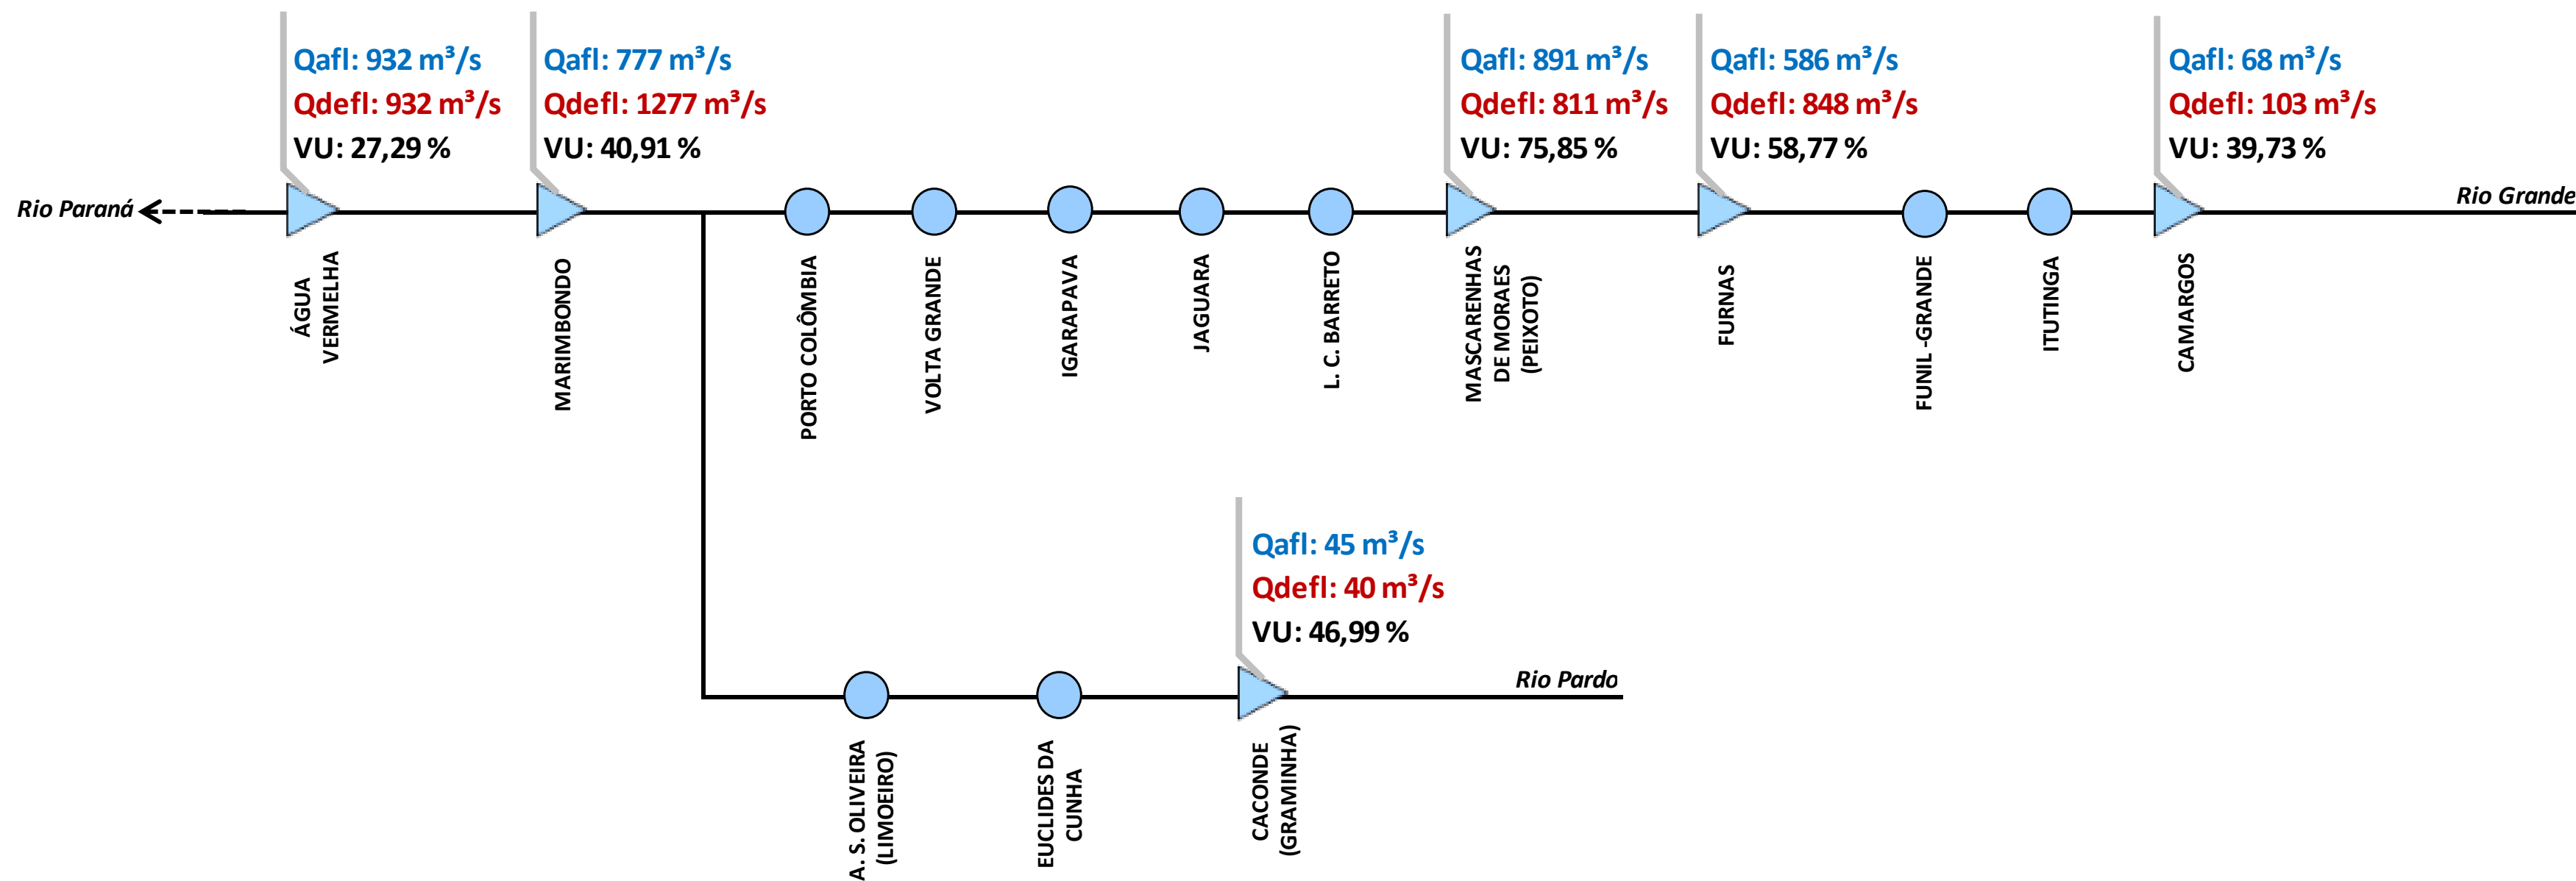 Qafl: 932 m³/s
Qdefl: 932 m³/s
VU: 27,29 %
Qafl: 777 m³/s
Qdefl: 1277 m³/s
VU: 40,91 %
Qafl: 891 m³/s
Qdefl: 811 m³/s
VU: 75,85 %
Qafl: 586 m³/s
Qdefl: 848 m³/s
VU: 58,77 %
Qafl: 68 m³/s
Qdefl: 103 m³/s
VU: 39,73 %
Rio Paraná
Rio Grande
ÁGUA
VERMELHA
MARIMBONDO
PORTO COLÔMBIA
VOLTA GRANDE
IGARAPAVA
JAGUARA
L. C. BARRETO
MASCARENHAS
DE MORAES
(PEIXOTO)
FURNAS
FUNIL -GRANDE
ITUTINGA
CAMARGOS
Qafl: 45 m³/s
Qdefl: 40 m³/s
VU: 46,99 %
Rio Pardo
A. S. OLIVEIRA
(LIMOEIRO)
EUCLIDES DA
CUNHA
CACONDE
(GRAMINHA)